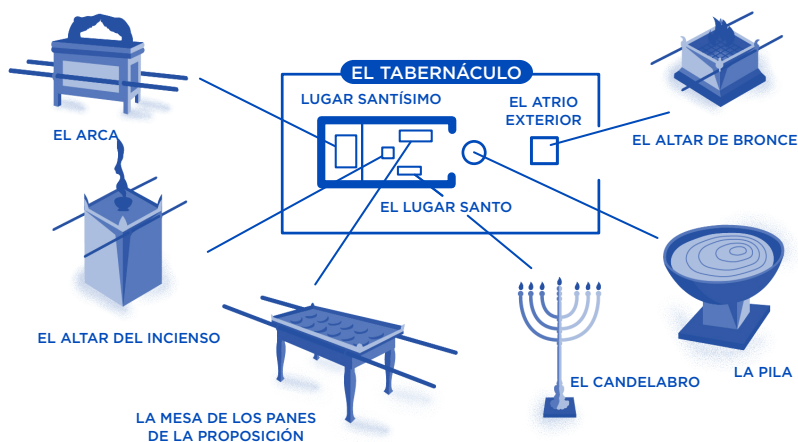 EL TABERNÁCULO
LUGAR SANTÍSIMO
EL ATRIO
EXTERIOR
EL ARCA
EL ALTAR DE BRONCE
EL LUGAR SANTO
EL ALTAR DEL INCIENSO
LA PILA
EL CANDELABRO
LA MESA DE LOS PANES
DE LA PROPOSICIÓN